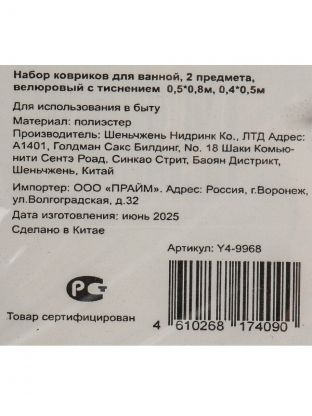 Набор ковриков для ванной, 2 предмета,
велюровый с тиснением 0,5*0,8м, 0,4*0,5м
Для использования в быту
Материал: полиэстер
Производитель: Шеньчжень Нидринк Ко., ЛТД Адрес:
А1401, Голдман Сакс Билдинг, No. 18 Шаки Комью-
нити Сентэ Роад, Синкао Стрит, Баоян Дистрикт,
Шеньчжень, Китай
Импортер: ООО «ПРАЙМ». Адрес: Россия, г.Воронеж,
ул.Волгоградская, д.32
Дата изготовления: июнь 2025
Сделано в Китае
Артикул: Y4-9968
Товар сертифицирован
4 610268 174090